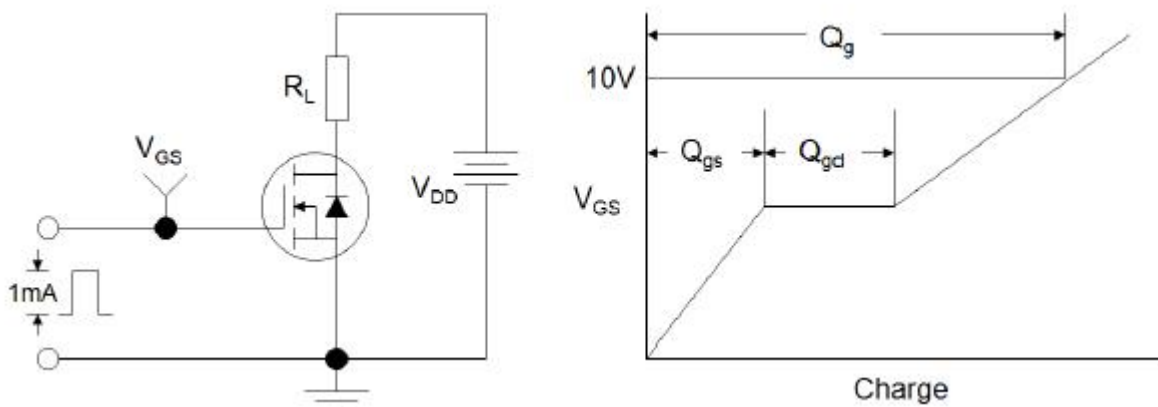 R_L
V_GS
V_DD
1mA
Q_g
10V
Q_gs
Q_gd
V_GS
Charge